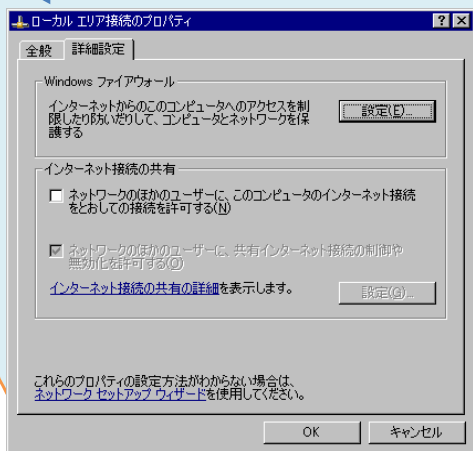 ローカル エリア接続のプロパティ
全般 詳細設定
Windows ファイアウォール
インターネットからのこのコンピュータへのアクセスを制
限したり防いだりして、コンピュータとネットワークを保
護する
設定(E)...
インターネット接続の共有
ネットワークのほかのユーザーに、このコンピュータのインターネット接続
をとおしての接続を許可する(N)
ネットワークのほかのユーザーに、共有インターネット接続の制御や
無効化を許可する(O)
インターネット接続の共有の詳細を表示します。
設定(G)...
これらのプロパティの設定方法がわからない場合は、
ネットワーク セットアップ ウィザードを使用してください。
OK キャンセル